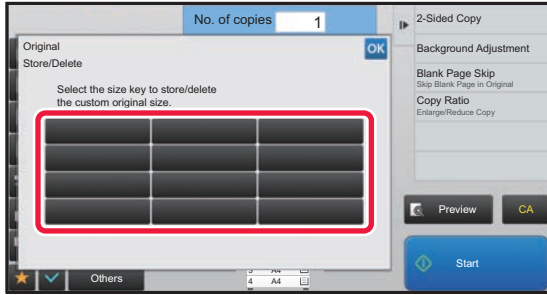 No. of copies 1
2-Sided Copy
Original
OK
Background Adjustment
Store/Delete
Blank Page Skip
Skip Blank Page in Original
Select the size key to store/delete
the custom original size.
Copy Ratio
Enlarge/Reduce Copy
Preview
CA
Start
Others
4 A4